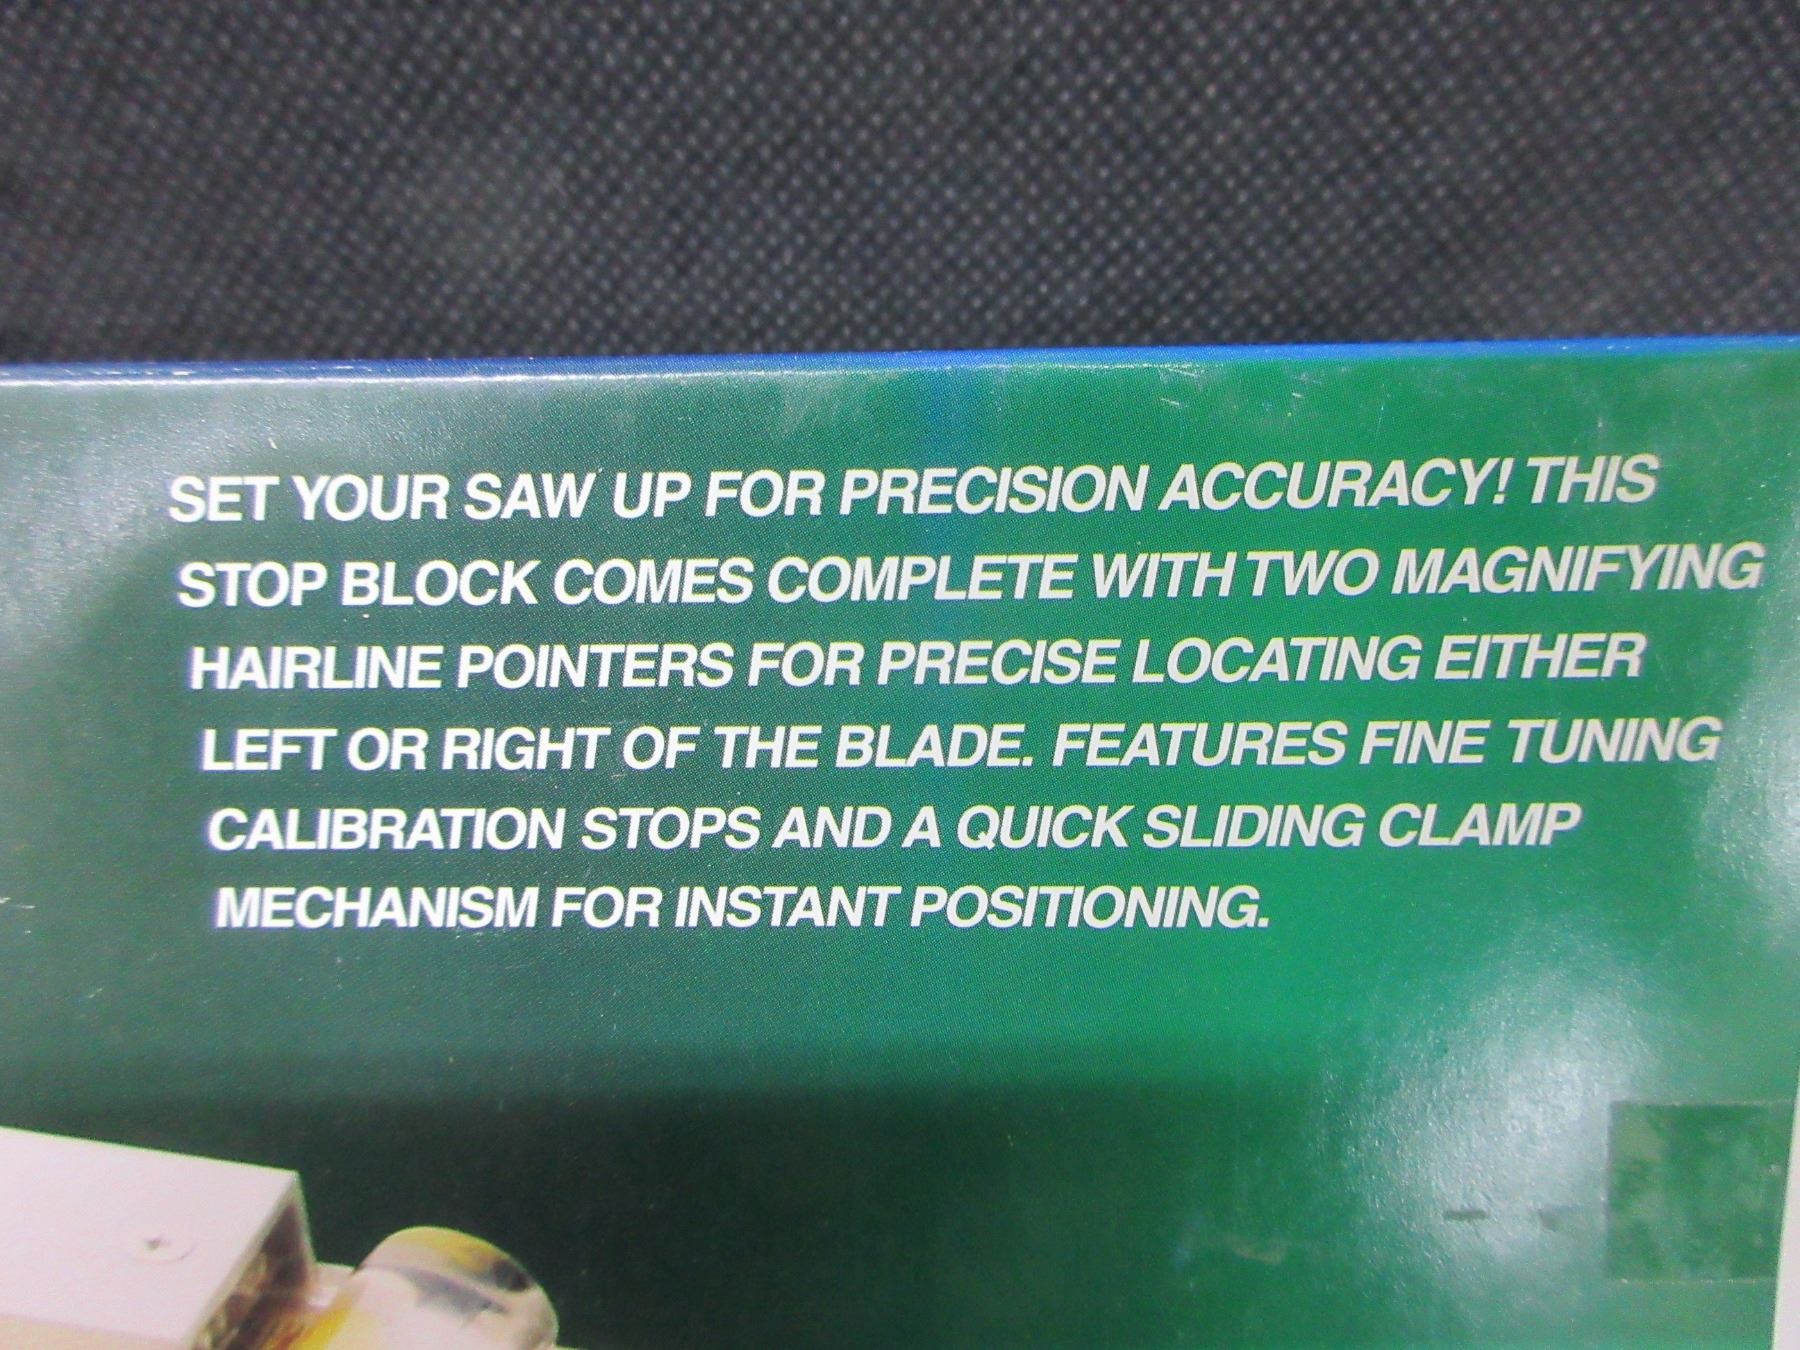 SET YOUR SAW UP FOR PRECISION ACCURACY! THIS
STOP BLOCK COMES COMPLETE WITH TWO MAGNIFYING
HAIRLINE POINTERS FOR PRECISE LOCATING EITHER
LEFT OR RIGHT OF THE BLADE. FEATURES FINE TUNING
CALIBRATION STOPS AND A QUICK SLIDING CLAMP
MECHANISM FOR INSTANT POSITIONING.